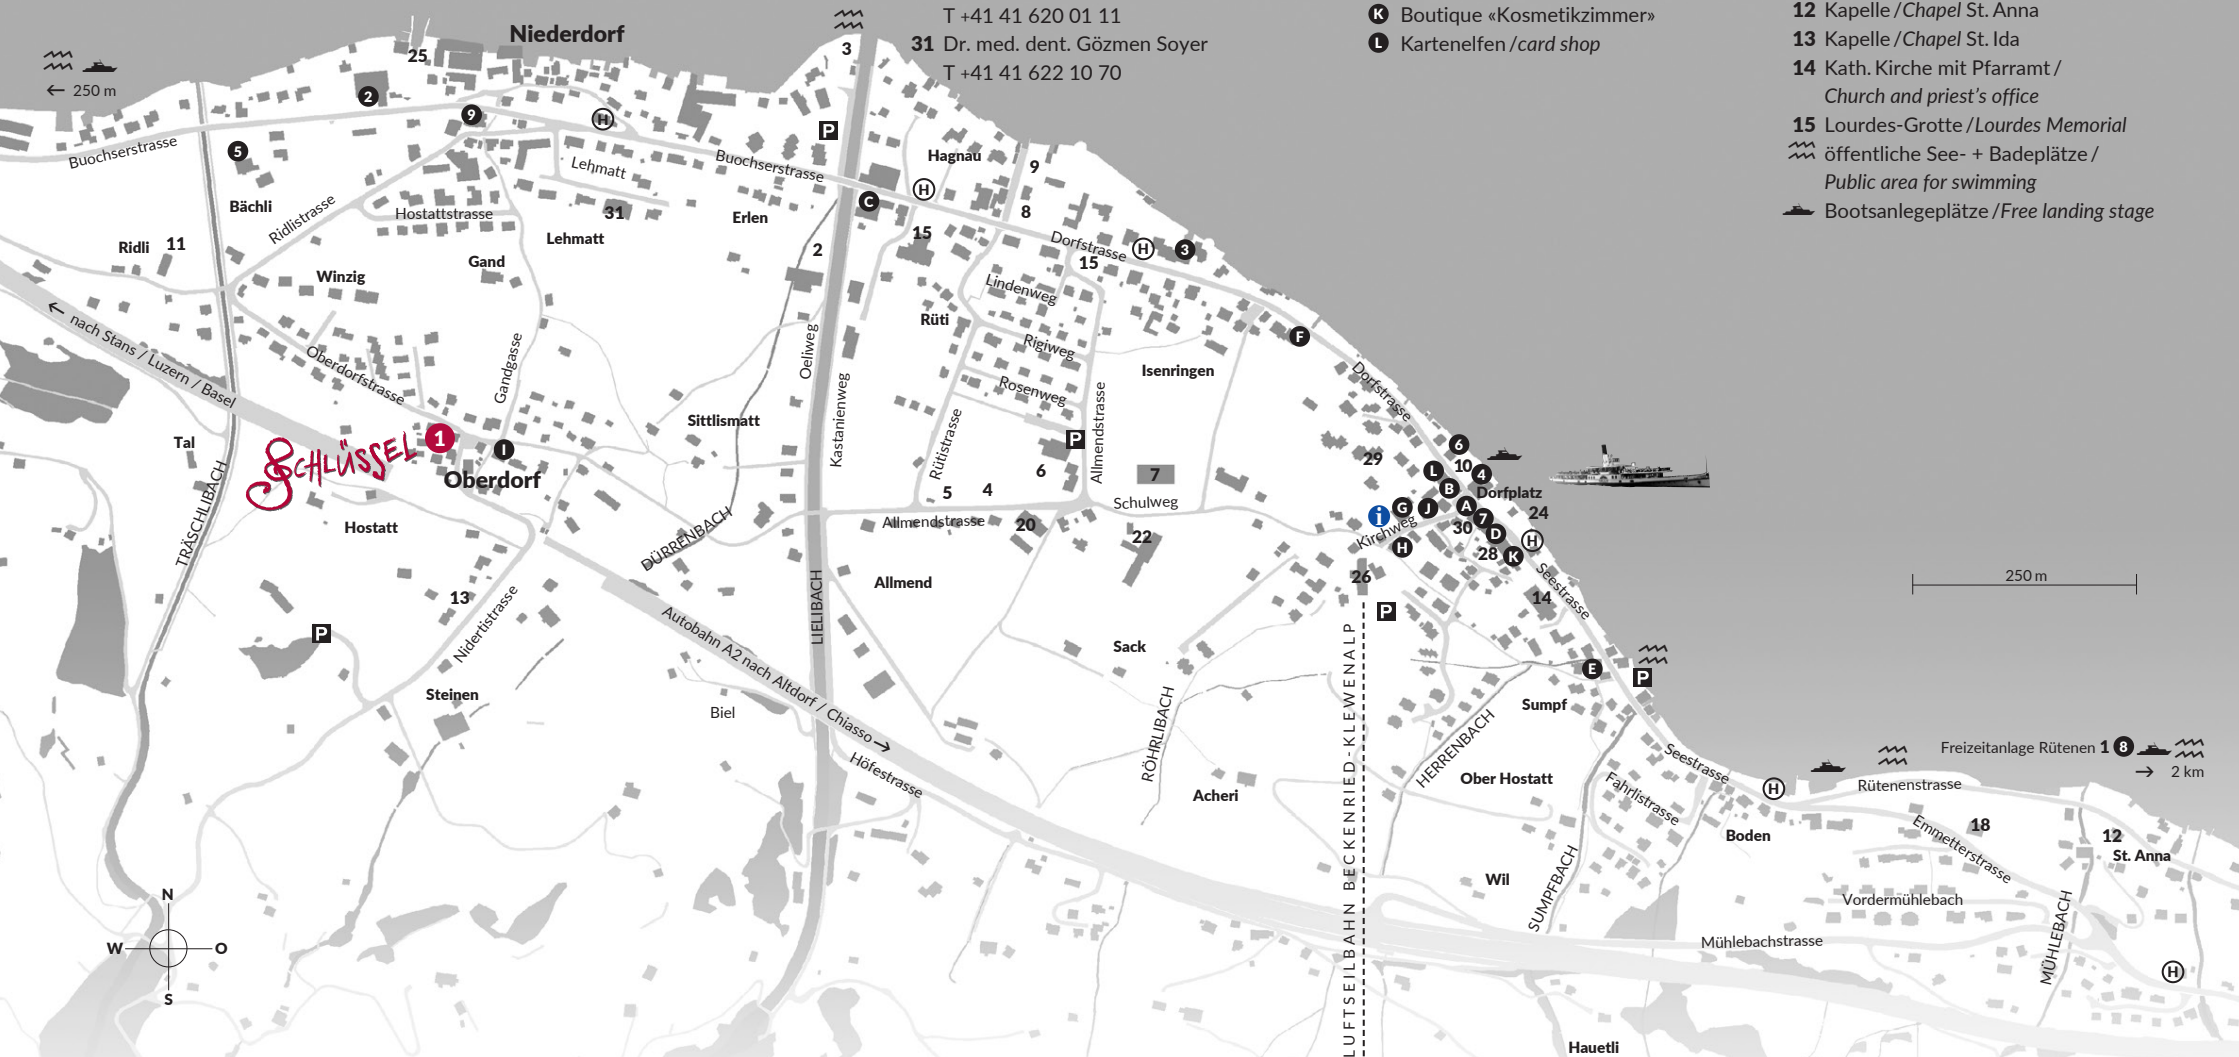 T +41 41 620 01 11
31 Dr. med. dent. Gözmen Soyer
T +41 41 622 10 70
K Boutique «Kosmetikzimmer»
L Kartenelfen / card shop
12 Kapelle / Chapel St. Anna
13 Kapelle / Chapel St. Ida
14 Kath. Kirche mit Pfarramt /
Church and priest's office
15 Lourdes-Grotte / Lourdes Memorial
öffentliche See- + Badeplätze /
Public area for swimming
Bootsanlegeplätze / Free landing stage
← 250 m
Niederdorf
25
3
2
9
H
P
5
Buochserstrasse
Buochserstrasse
Lehmatt
Hagnau
9
H
C
8
Bächli
Ridlistrasse
Hostattstrasse
31
Erlen
Lehmatt
15
Dorfstrasse
H
3
Ridli
11
Gand
2
15
Winzig
Lindenweg
Rüti
Rigiweg
F
← nach Stans / Luzern / Basel
Oberdorfstrasse
Gandgasse
Oeliweg
Kastanienweg
Isenringen
Dorfstrasse
Rosenweg
Allmendstrasse
Rütistrasse
Sittlismatt
Tal
SCHLÜSSEL
1
I
Oberdorf
P
6
7
5
4
Schulweg
29
6
10
L
4
B
Dorfplatz
G
J
A
7
24
i
Kirchweg
30
D
H
H
28
K
Hostatt
TRÄSCHLIBACH
DÜRRENBACH
Allmendstrasse
20
22
26
Seestrasse
250 m
Allmend
LIELIBACH
13
Nidertistrasse
P
P
14
Autobahn A2 nach Altdorf / Chiasso →
Sack
E
P
Steinen
Biel
Sumpf
RÖHRLIBACH
HERRENBACH
Höfestrasse
Acheri
Ober Hostatt
Seestrasse
Fahrlistrasse
Freizeitanlage Rütenen 1 8
→ 2 km
H
Rütenenstrasse
Boden
Emmetterstrasse
18
12
St. Anna
Wil
SUMPFBACH
Vordermühlebach
Mühlebachstrasse
MÜHLEBACH
H
LUFTSEILBAHN BECKENRIED-KLEWENALP
Hauetli
N
W
O
S